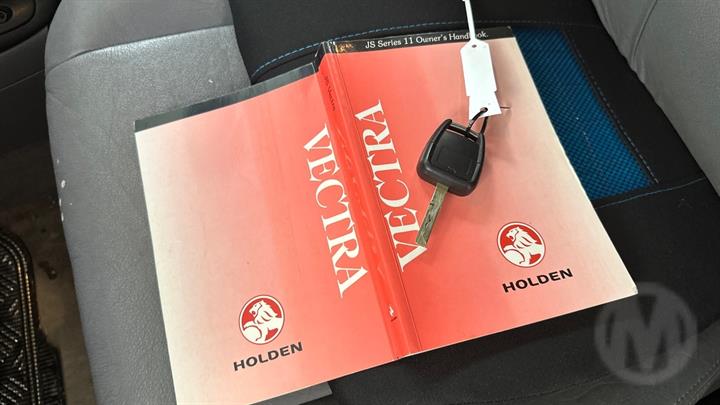 JS Series 11 Owner's Handbook.
VECTRA
VECTRA
HOLDEN
HOLDEN
M